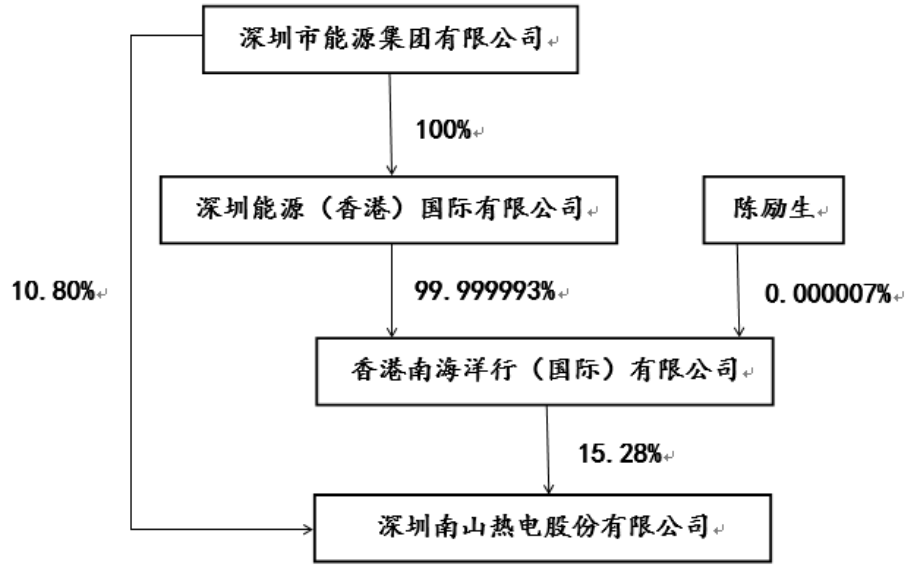 深圳市能源集团有限公司
100%
深圳能源（香港）国际有限公司
陈励生
10.80%
99.999993%
0.000007%
香港南海洋行（国际）有限公司
15.28%
深圳南山热电股份有限公司